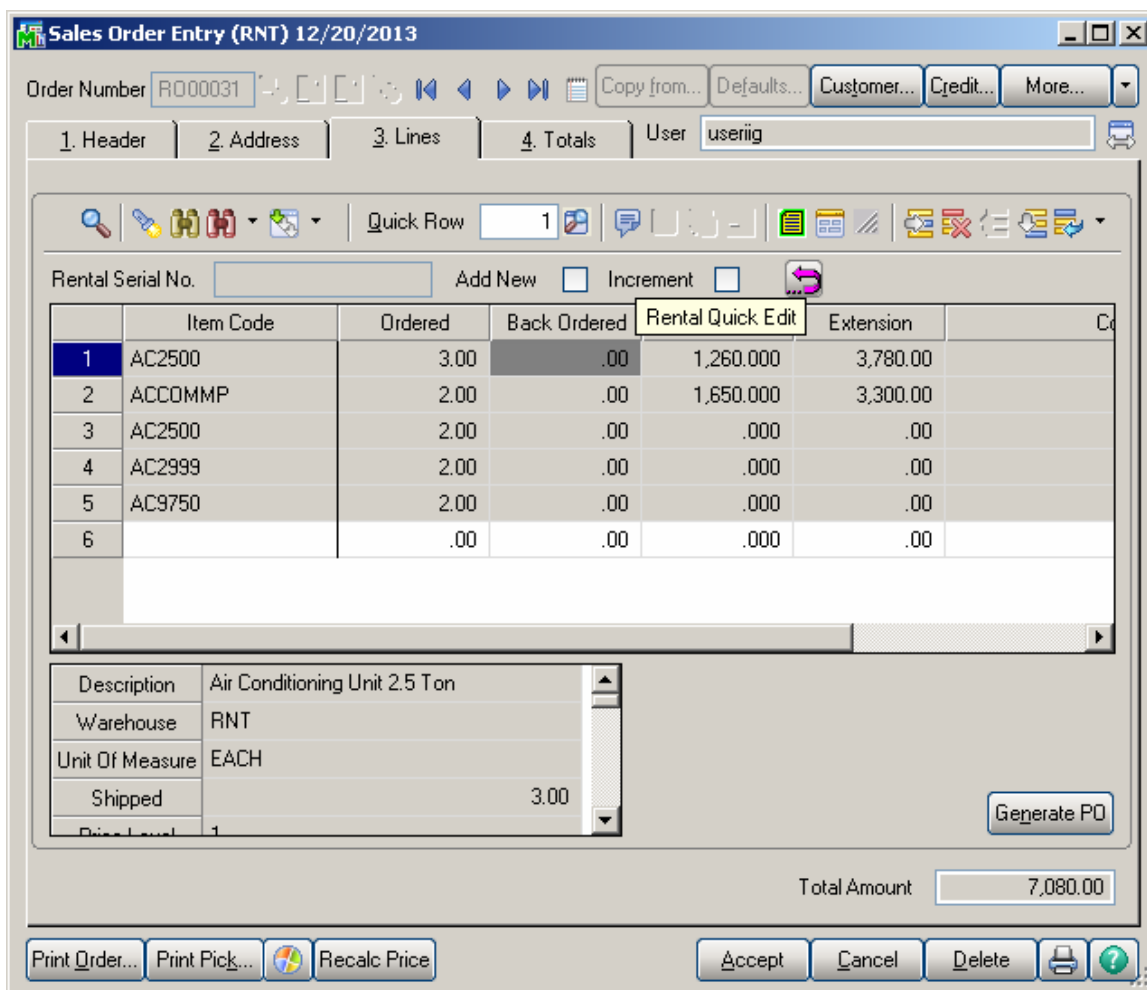 Sales Order Entry (RNT) 12/20/2013
Order Number RO00031 Copy from... Defaults... Customer... Credit... More...
1. Header 2. Address 3. Lines 4. Totals User useriig
Quick Row 1
Rental Serial No. Add New Increment
Rental Quick Edit
Item Code Ordered Back Ordered Extension
1 AC2500 3.00 .00 1,260.000 3,780.00
2 ACCOMMP 2.00 .00 1,650.000 3,300.00
3 AC2500 2.00 .00 .000 .00
4 AC2999 2.00 .00 .000 .00
5 AC9750 2.00 .00 .000 .00
6 .00 .00 .000 .00
Description Air Conditioning Unit 2.5 Ton
Warehouse RNT
Unit Of Measure EACH
Shipped 3.00
Price Level 1
Generate PO
Total Amount 7,080.00
Print Order... Print Pick... Recalc Price Accept Cancel Delete